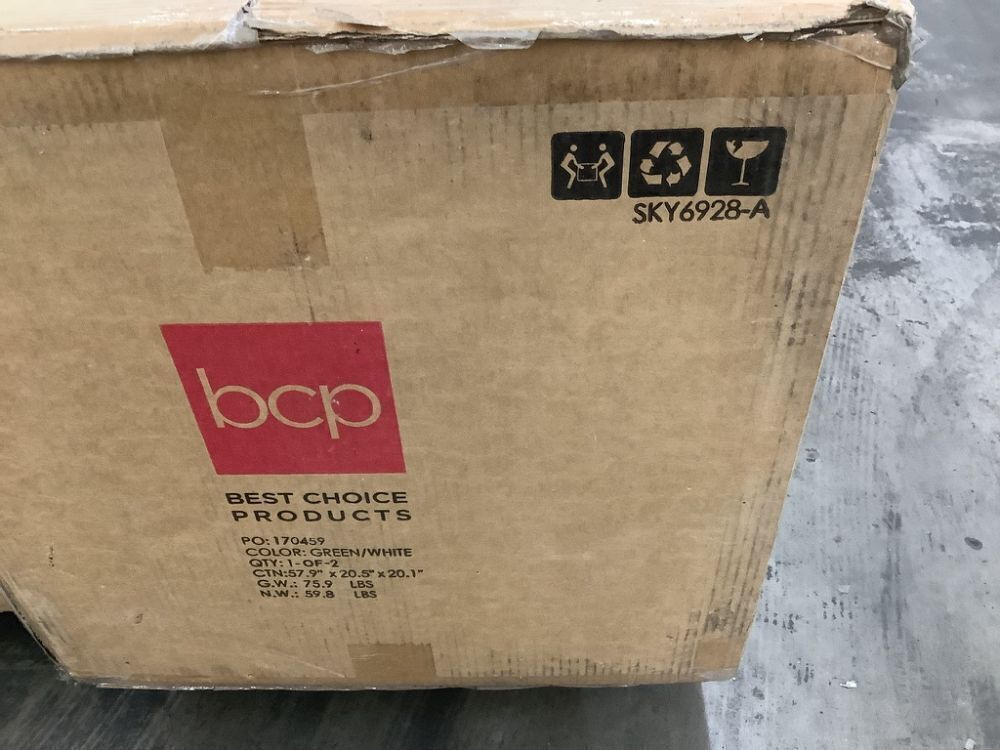 SKY6928-A
bcp
BEST CHOICE
PRODUCTS
PO: 170459
COLOR: GREEN/WHITE
QTY: 1-OF-2
CTN:57.9" x 20.5" x 20.1"
G.W.: 75.9 LBS
N.W.: 59.8 LBS